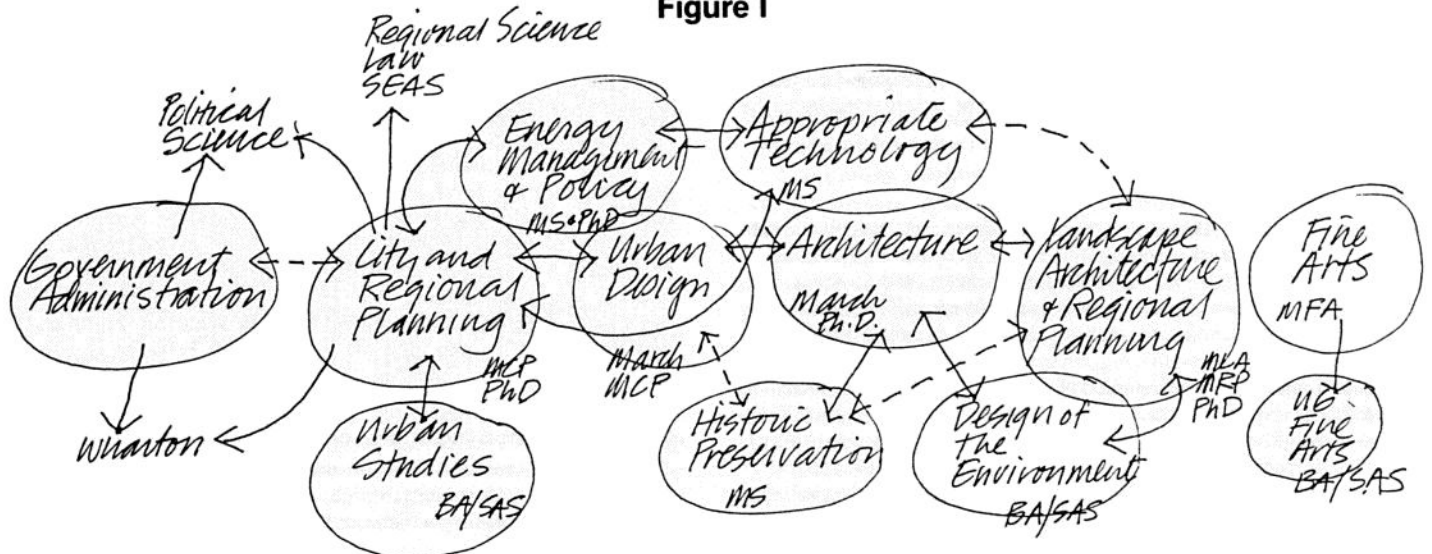 Figure I
Regional Science
Law
SEAS
Political
Science
Energy
Management
& Policy
MS & PhD
Appropriate
Technology
MS
Government
Administration
City and
Regional
Planning
MCP
PhD
Urban
Design
March
MCP
Architecture
March
Ph.D.
Landscape
Architecture
& Regional
Planning
MLA
MRP
PhD
Fine
Arts
MFA
Wharton
Urban
Studies
BA/SAS
Historic
Preservation
MS
Design of
the
Environment
BA/SAS
UG
Fine
Arts
BA/SAS